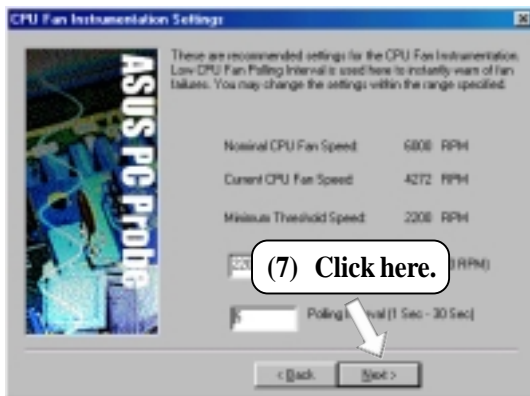 CPU Fan Instrumentation Settings
ASUS PC Probe
These are recommended settings for the CPU Fan Instrumentation.
Low CPU Fan Polling Interval is used here to instantly warn of fan
failures. You may change the settings within the range specified.
Nominal CPU Fan Speed: 6000 RPM
Current CPU Fan Speed: 4272 RPM
Minimum Threshold Speed: 2200 RPM
RPM)
(7) Click here.
5 Polling (1 Sec - 30 Sec)
< Back Next >